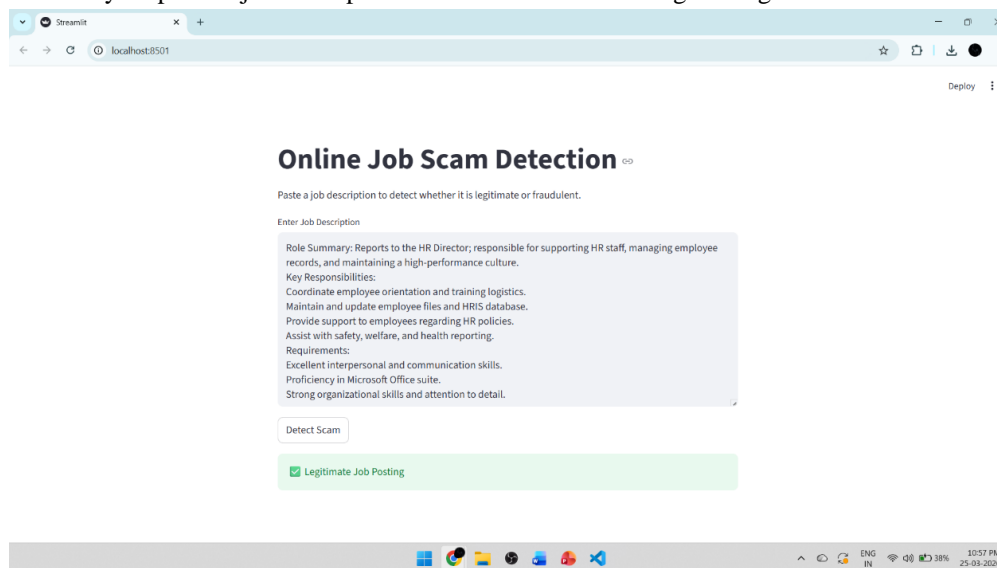 Streamlit
localhost:8501
Deploy
Online Job Scam Detection
Paste a job description to detect whether it is legitimate or fraudulent.
Enter Job Description
Role Summary: Reports to the HR Director; responsible for supporting HR staff, managing employee
records, and maintaining a high-performance culture.
Key Responsibilities:
Coordinate employee orientation and training logistics.
Maintain and update employee files and HRIS database.
Provide support to employees regarding HR policies.
Assist with safety, welfare, and health reporting.
Requirements:
Excellent interpersonal and communication skills.
Proficiency in Microsoft Office suite.
Strong organizational skills and attention to detail.
Detect Scam
Legitimate Job Posting
ENG
IN
38%
10:57 PM
25-03-202